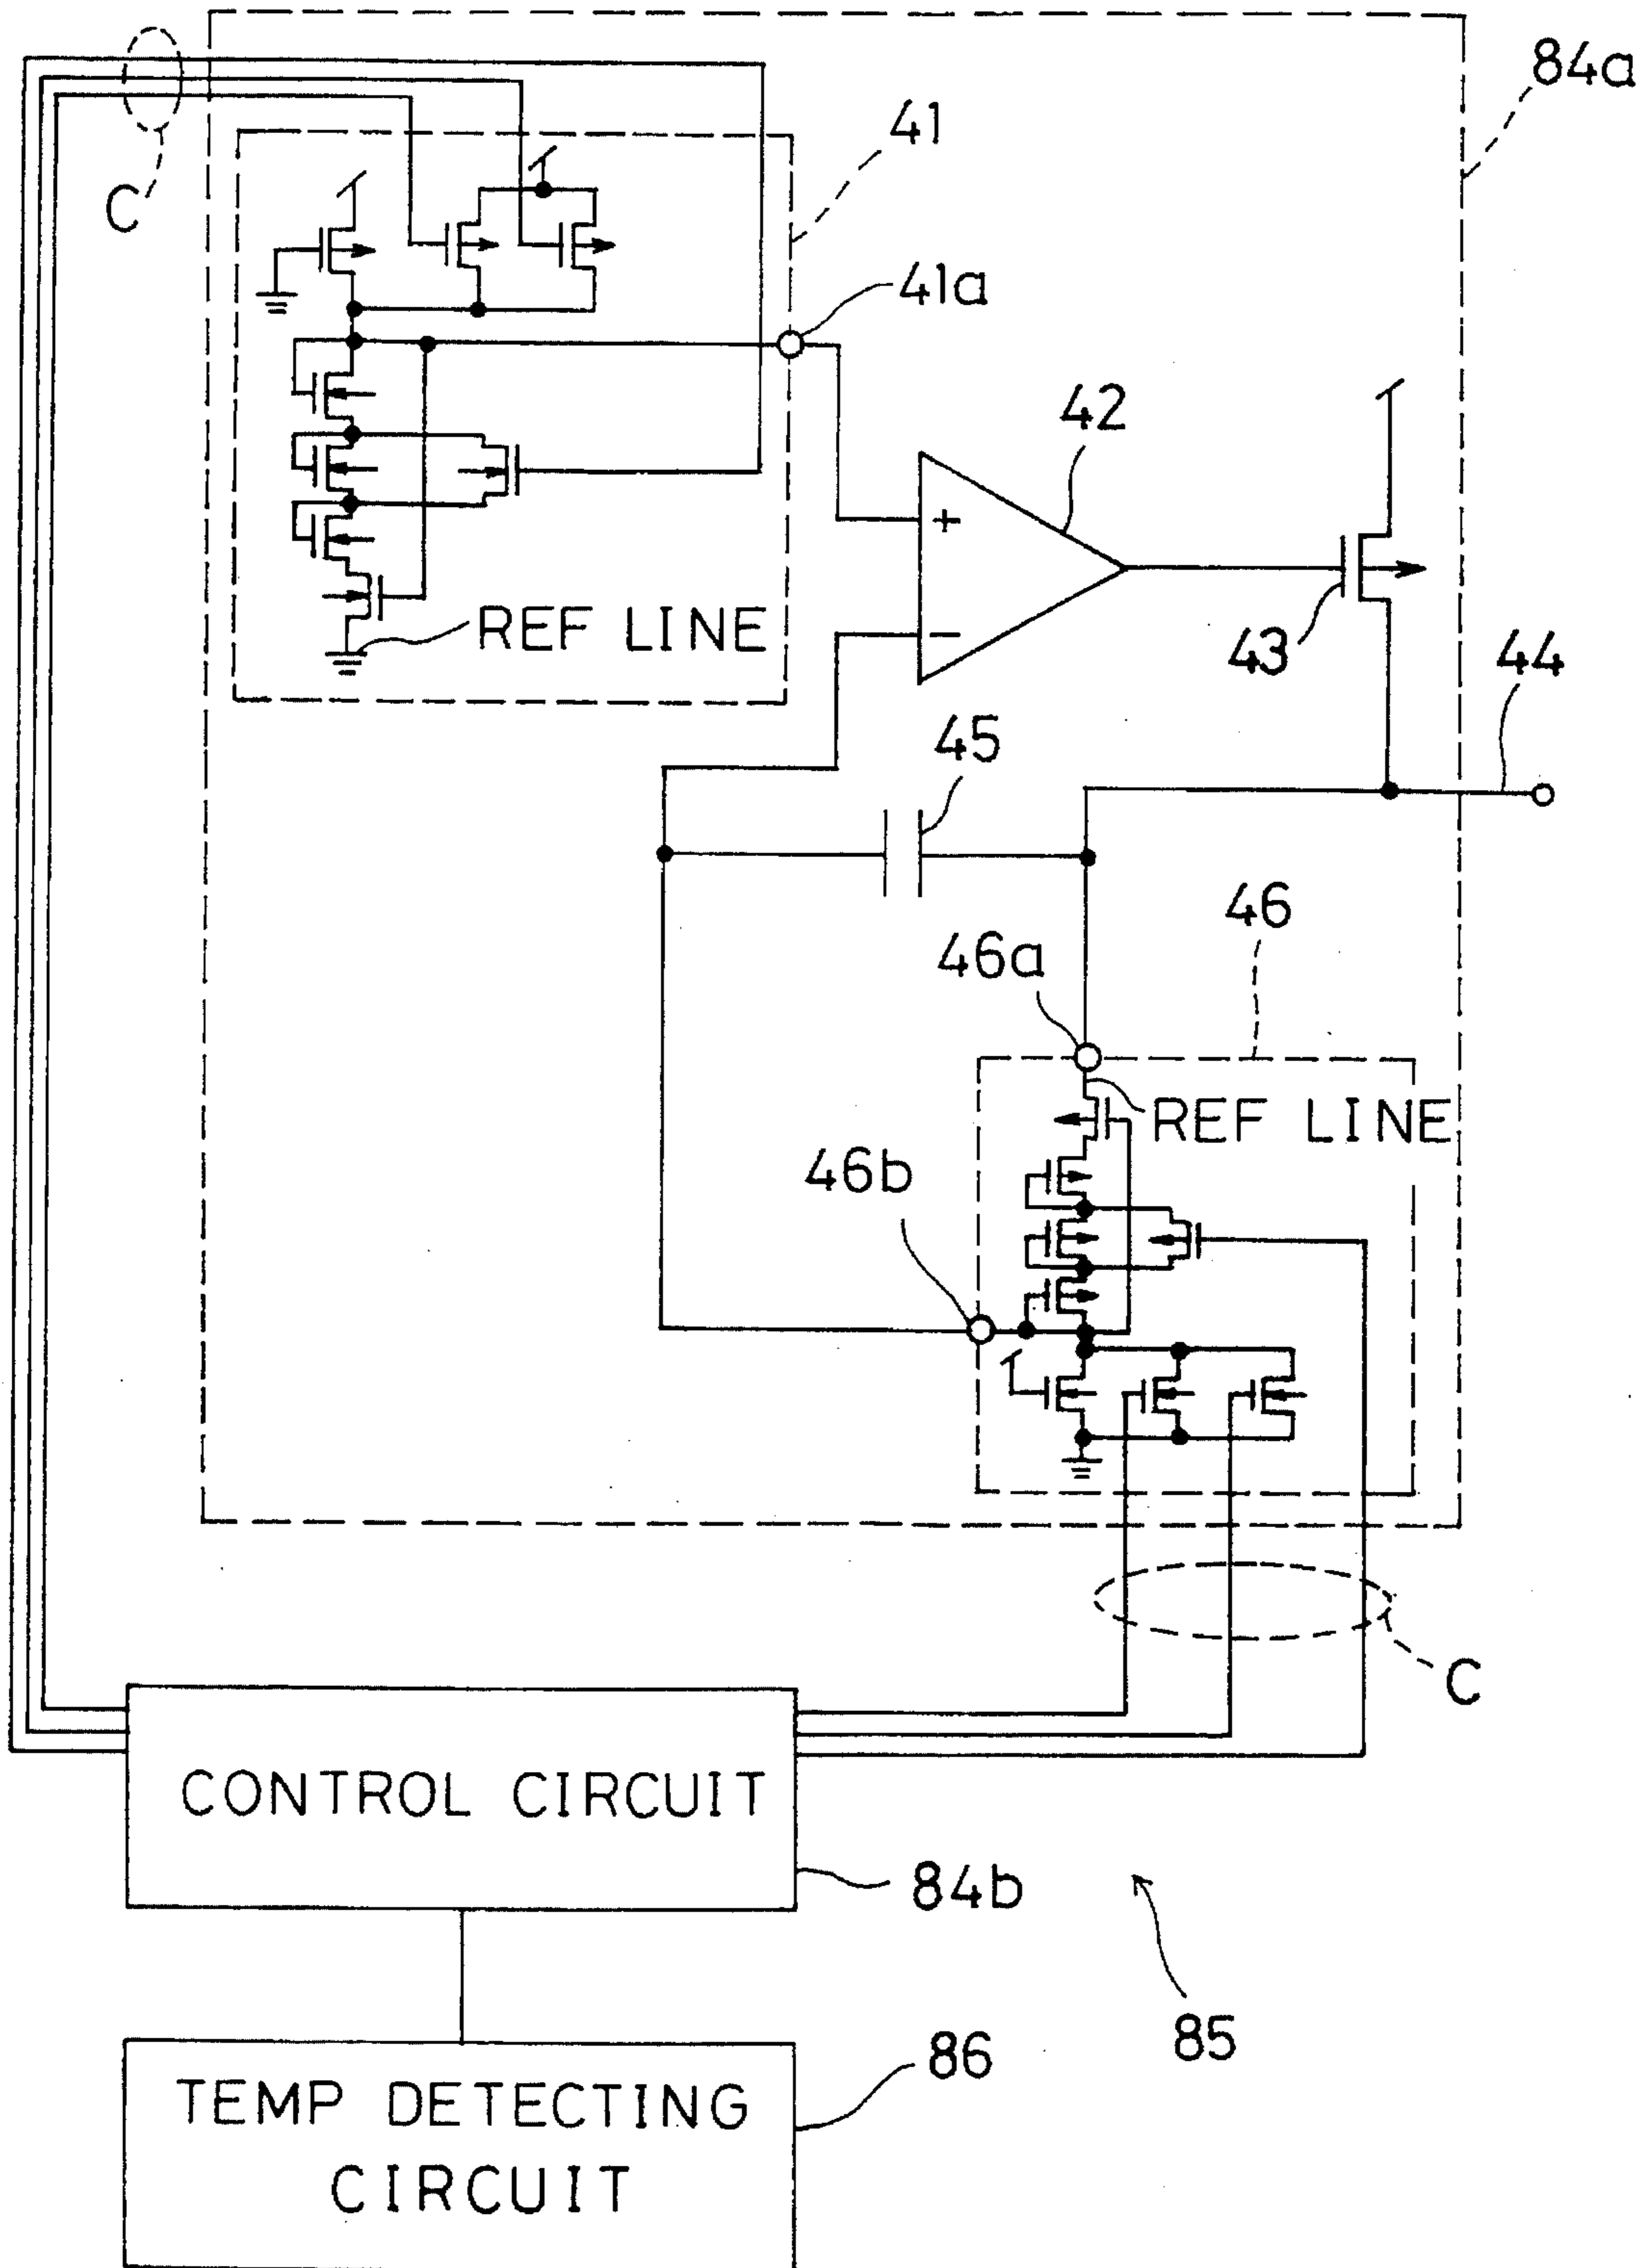 84a
41
C
41a
42
+
REF LINE
−
43
44
45
46
46a
REF LINE
46b
C
CONTROL CIRCUIT
84b
85
86
TEMP DETECTING
CIRCUIT